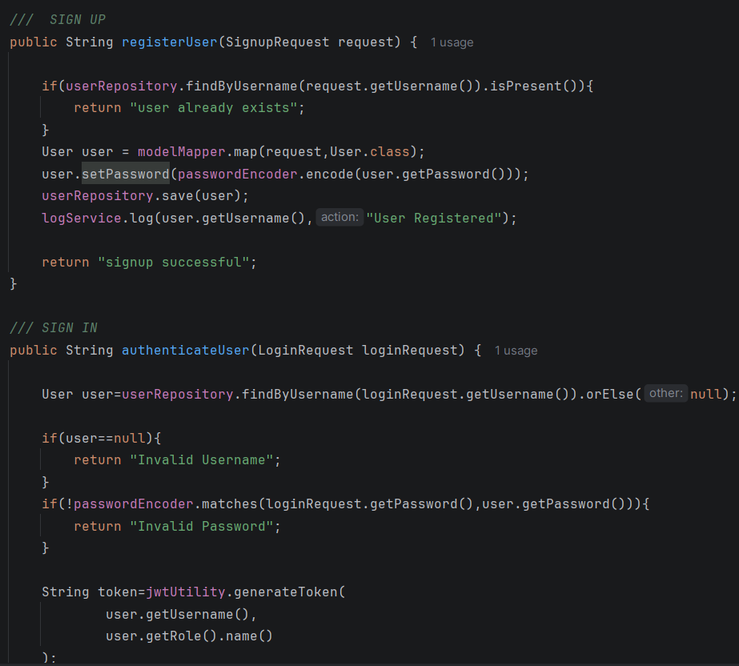 ///  SIGN UP
public String registerUser(SignupRequest request) {  1 usage
if(userRepository.findByUsername(request.getUsername()).isPresent()){
return "user already exists";
}
User user = modelMapper.map(request,User.class);
user.setPassword(passwordEncoder.encode(user.getPassword()));
userRepository.save(user);
logService.log(user.getUsername(), action: "User Registered");
return "signup successful";
}
/// SIGN IN
public String authenticateUser(LoginRequest loginRequest) {  1 usage
User user=userRepository.findByUsername(loginRequest.getUsername()).orElse( other: null);
if(user==null){
return "Invalid Username";
}
if(!passwordEncoder.matches(loginRequest.getPassword(),user.getPassword())){
return "Invalid Password";
}
String token=jwtUtility.generateToken(
user.getUsername(),
user.getRole().name()
);